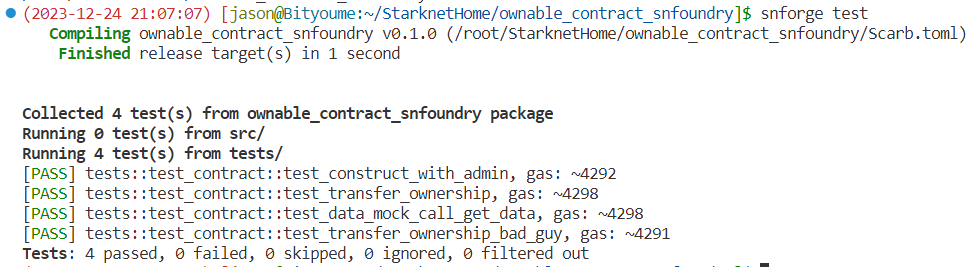 (2023-12-24 21:07:07) [jason@Bityoume:~/StarknetHome/ownable_contract_snfoundry]$ snforge test
Compiling ownable_contract_snfoundry v0.1.0 (/root/StarknetHome/ownable_contract_snfoundry/Scarb.toml)
Finished release target(s) in 1 second
Collected 4 test(s) from ownable_contract_snfoundry package
Running 0 test(s) from src/
Running 4 test(s) from tests/
[PASS] tests::test_contract::test_construct_with_admin, gas: ~4292
[PASS] tests::test_contract::test_transfer_ownership, gas: ~4298
[PASS] tests::test_contract::test_data_mock_call_get_data, gas: ~4298
[PASS] tests::test_contract::test_transfer_ownership_bad_guy, gas: ~4291
Tests: 4 passed, 0 failed, 0 skipped, 0 ignored, 0 filtered out